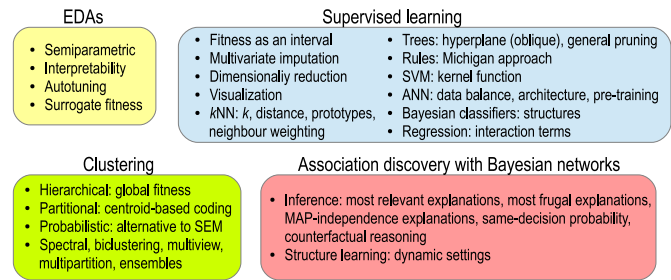 EDAs
• Semiparametric
• Interpretability
• Autotuning
• Surrogate fitness
Supervised learning
• Fitness as an interval
• Multivariate imputation
• Dimensionaliy reduction
• Visualization
• kNN: k, distance, prototypes,
neighbour weighting
• Trees: hyperplane (oblique), general pruning
• Rules: Michigan approach
• SVM: kernel function
• ANN: data balance, architecture, pre-training
• Bayesian classifiers: structures
• Regression: interaction terms
Clustering
• Hierarchical: global fitness
• Partitional: centroid-based coding
• Probabilistic: alternative to SEM
• Spectral, biclustering, multiview,
multipartition, ensembles
Association discovery with Bayesian networks
• Inference: most relevant explanations, most frugal explanations,
MAP-independence explanations, same-decision probability,
counterfactual reasoning
• Structure learning: dynamic settings